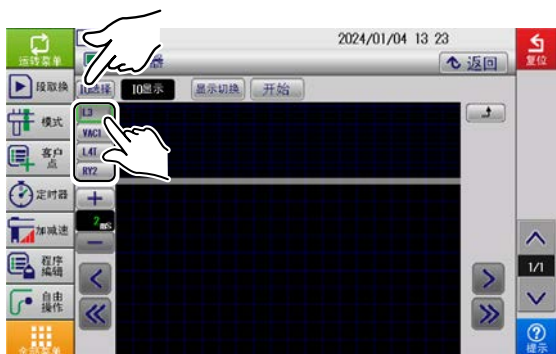 2024/01/04 13 23
运转菜单
器
返回
复位
段取换
IO选择
IO显示
显示切换
开始
模式
L3
VAC1
L4T
RY2
客户点
定时器
+
2ms
-
加减速
程序编辑
1/1
自由操作
全部菜单
提示